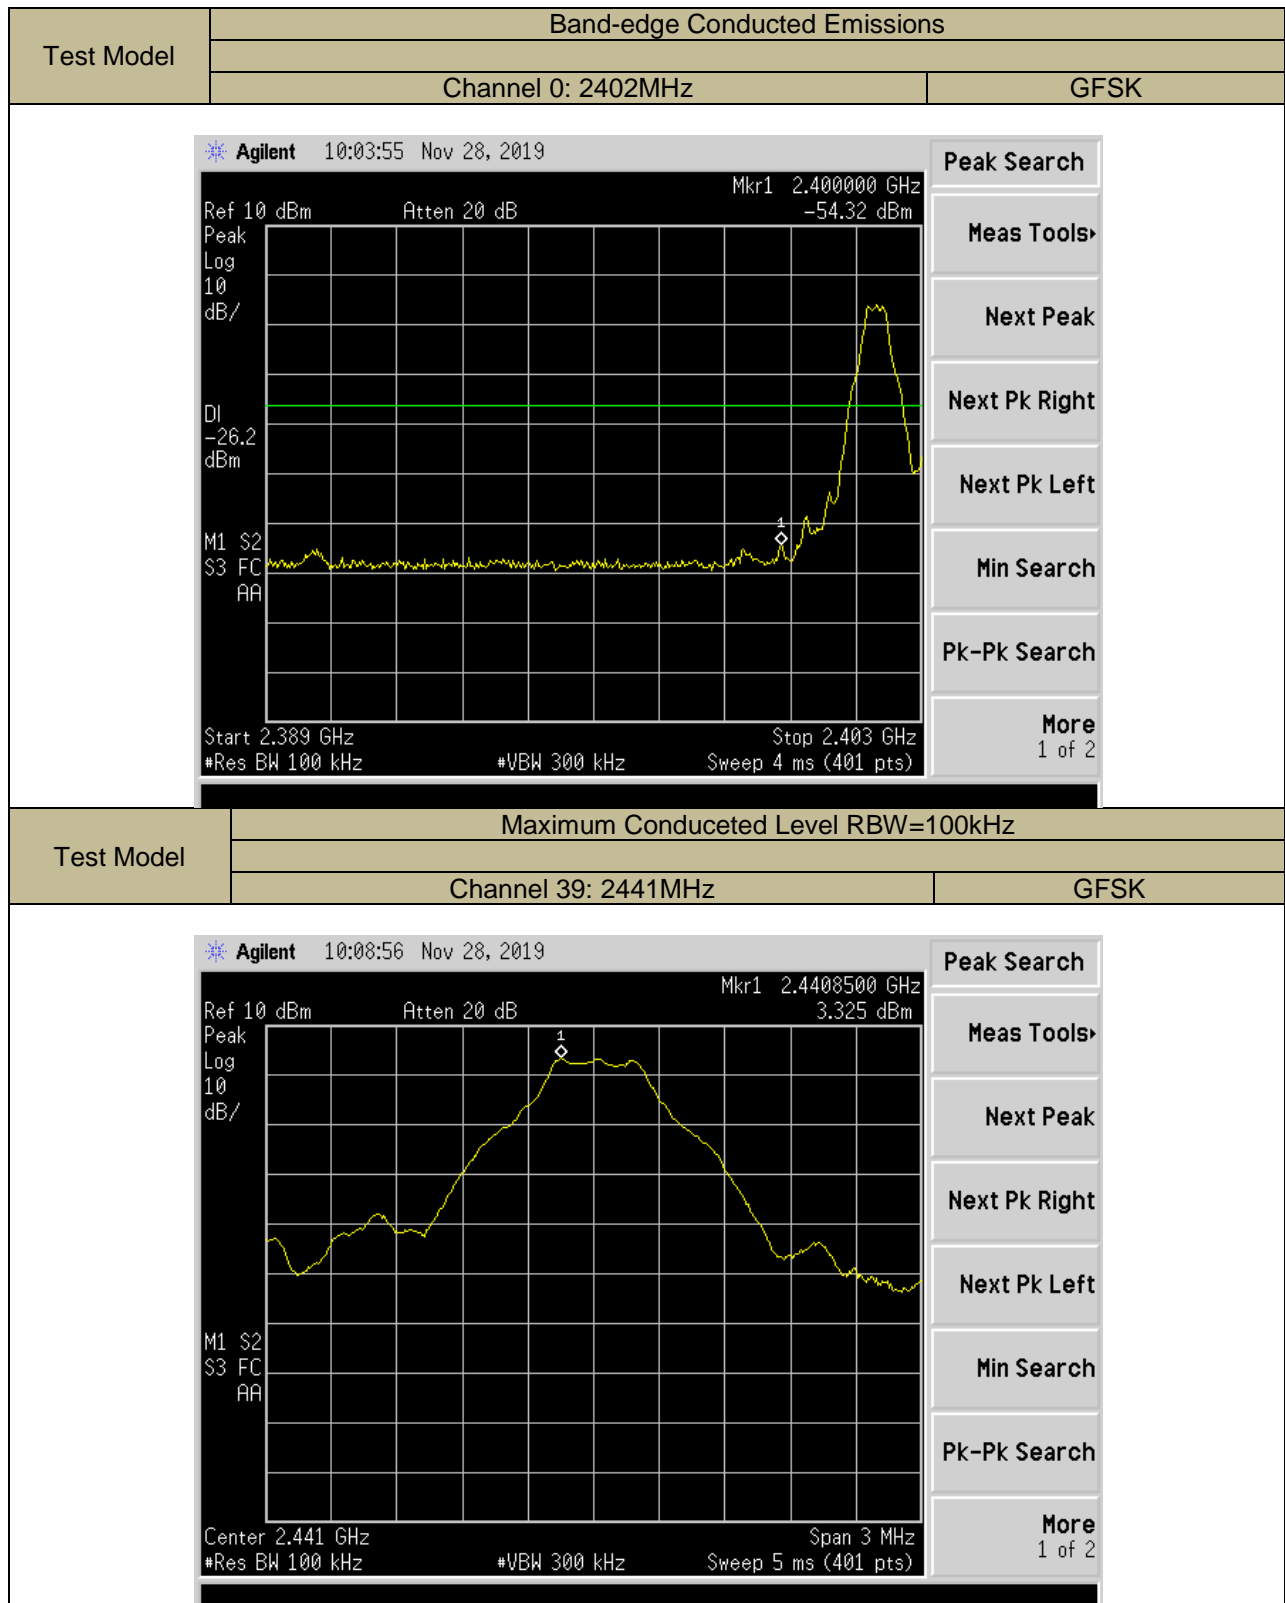 Test Model
Band-edge Conducted Emissions
Channel 0: 2402MHz GFSK
Agilent 10:03:55 Nov 28, 2019
Peak Search
Mkr1 2.400000 GHz
Ref 10 dBm Atten 20 dB -54.32 dBm
Peak
Log
10
dB/
DI
-26.2
dBm
1
M1 S2
S3 FC
AA
Start 2.389 GHz Stop 2.403 GHz
#Res BW 100 kHz #VBW 300 kHz Sweep 4 ms (401 pts)
Meas Tools
Next Peak
Next Pk Right
Next Pk Left
Min Search
Pk-Pk Search
More
1 of 2
Test Model
Maximum Conduceted Level RBW=100kHz
Channel 39: 2441MHz GFSK
Agilent 10:08:56 Nov 28, 2019
Peak Search
Mkr1 2.4408500 GHz
Ref 10 dBm Atten 20 dB 3.325 dBm
Peak
Log
10
dB/
1
M1 S2
S3 FC
AA
Center 2.441 GHz Span 3 MHz
#Res BW 100 kHz #VBW 300 kHz Sweep 5 ms (401 pts)
Meas Tools
Next Peak
Next Pk Right
Next Pk Left
Min Search
Pk-Pk Search
More
1 of 2